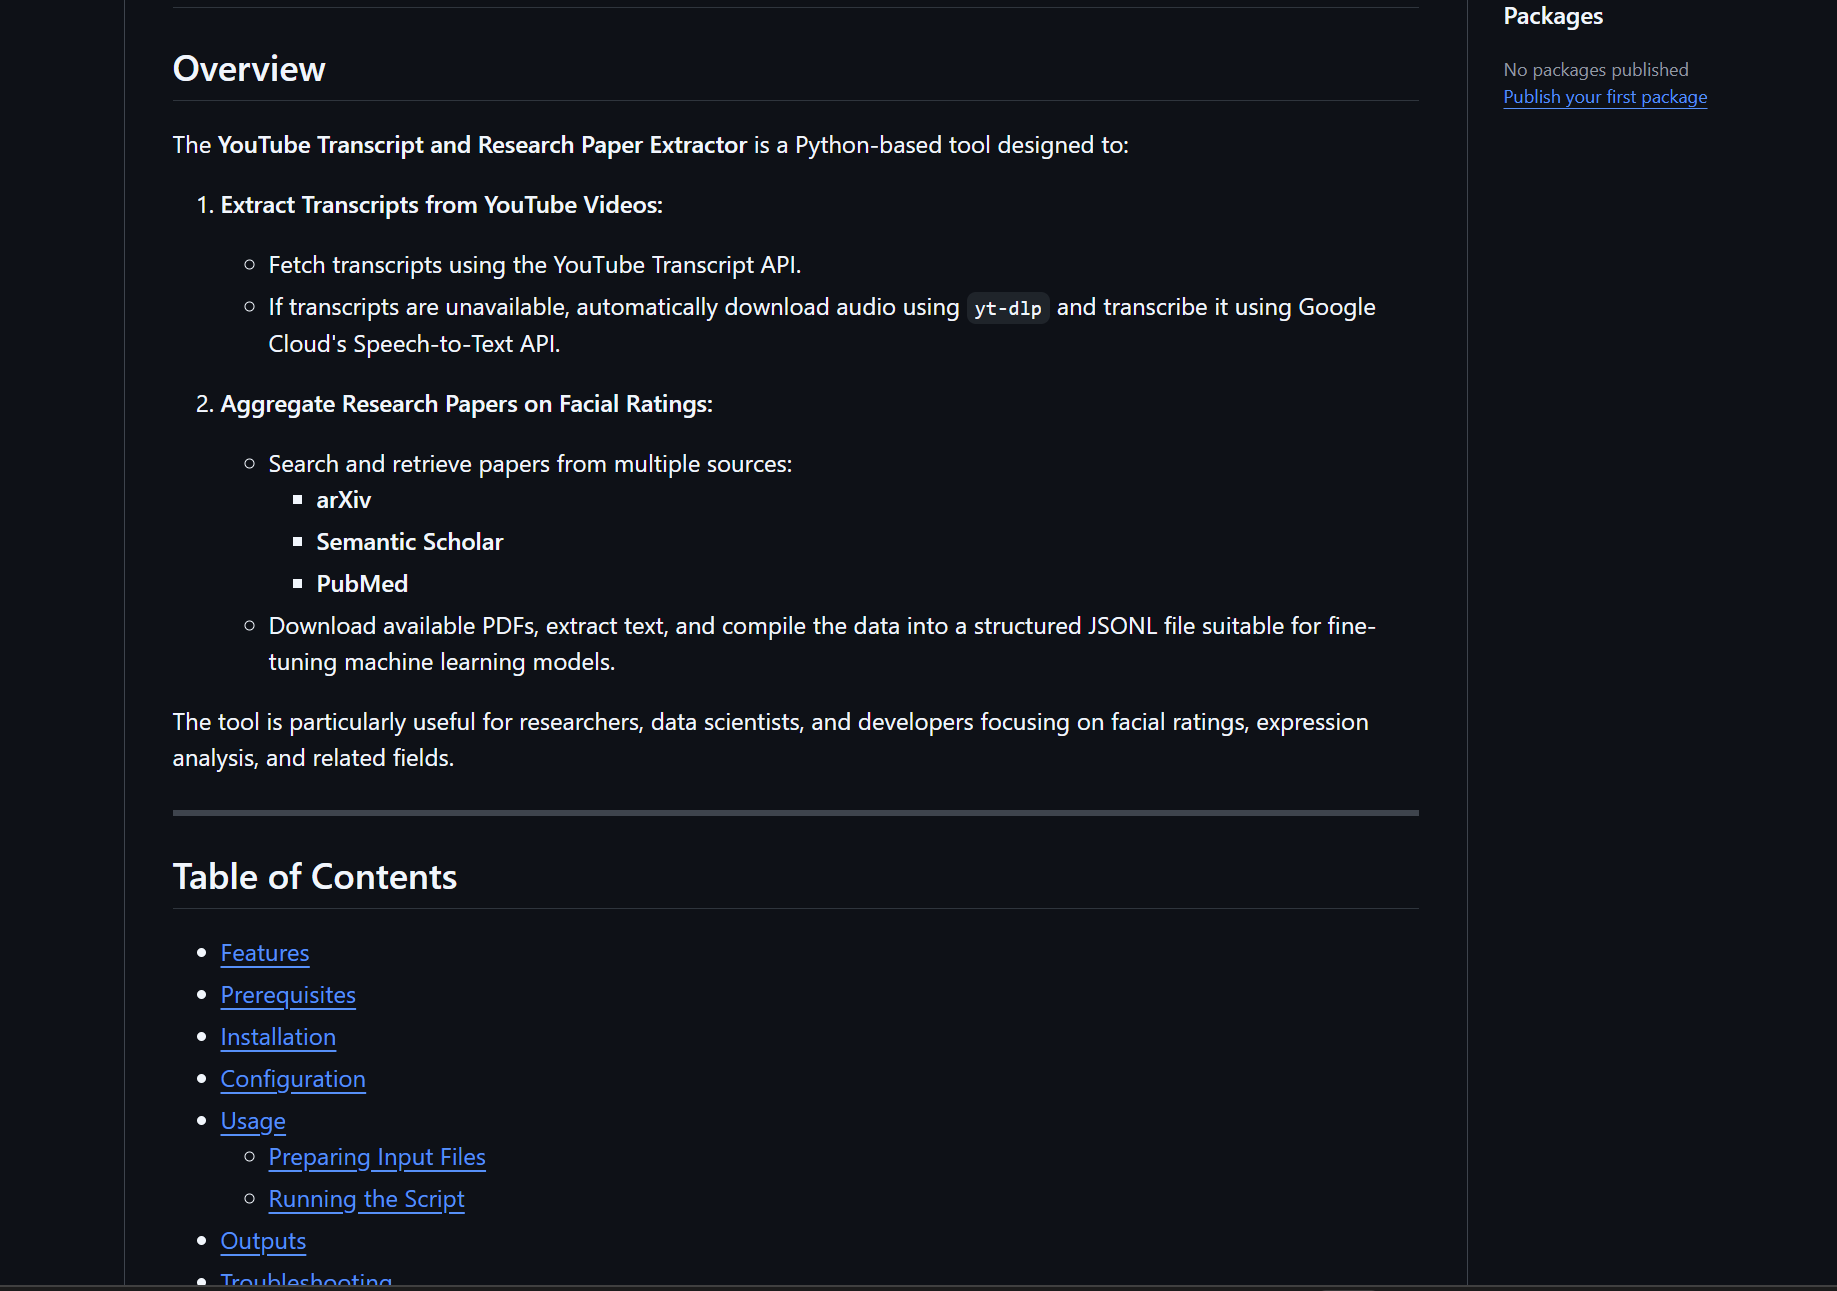 Overview
The YouTube Transcript and Research Paper Extractor is a Python-based tool designed to:
1. Extract Transcripts from YouTube Videos:
Fetch transcripts using the YouTube Transcript API.
If transcripts are unavailable, automatically download audio using yt-dlp and transcribe it using Google
Cloud's Speech-to-Text API.
2. Aggregate Research Papers on Facial Ratings:
Search and retrieve papers from multiple sources:
arXiv
Semantic Scholar
PubMed
Download available PDFs, extract text, and compile the data into a structured JSONL file suitable for fine-
tuning machine learning models.
The tool is particularly useful for researchers, data scientists, and developers focusing on facial ratings, expression
analysis, and related fields.
Table of Contents
Features
Prerequisites
Installation
Configuration
Usage
Preparing Input Files
Running the Script
Outputs
Troubleshooting
Packages
No packages published
Publish your first package